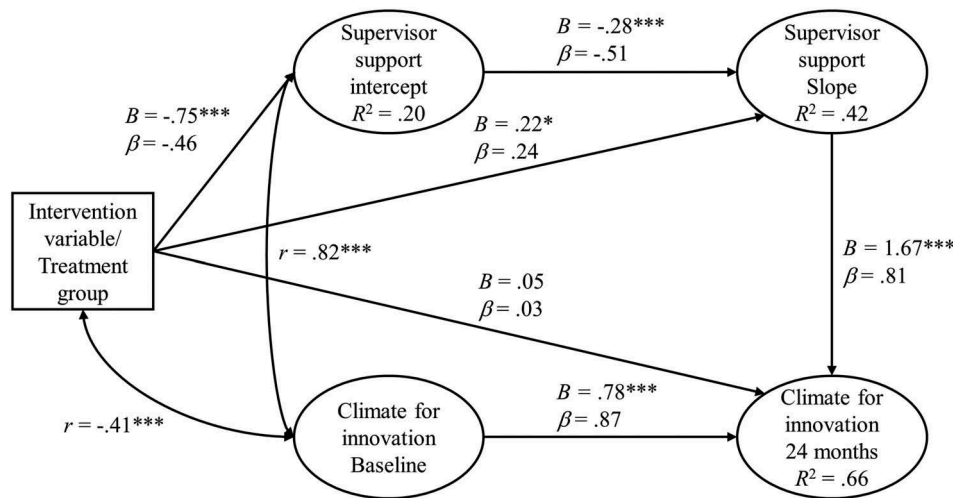 Supervisor
support
intercept
R² = .20
B = -.28***
β = -.51
Supervisor
support
Slope
R² = .42
B = -.75***
β = -.46
B = .22*
β = .24
Intervention
variable/
Treatment
group
r = .82***
B = .05
β = .03
B = 1.67***
β = .81
r = -.41***
Climate for
innovation
Baseline
B = .78***
β = .87
Climate for
innovation
24 months
R² = .66